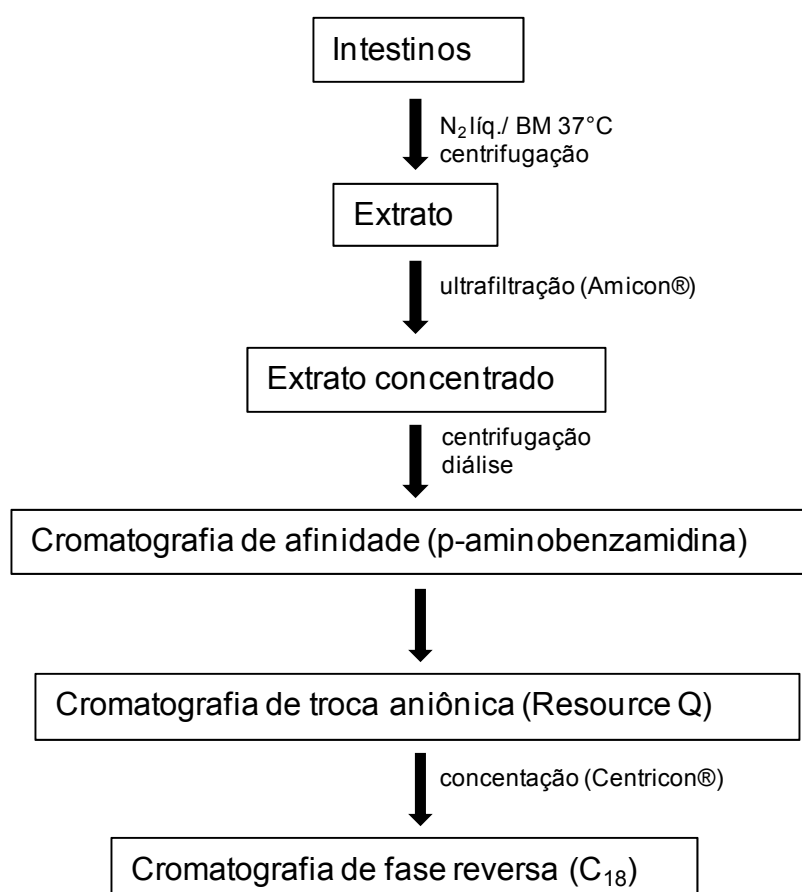 Intestinos
N₂ líq./ BM 37°C
centrifugação
Extrato
ultrafiltração (Amicon®)
Extrato concentrado
centrifugação
diálise
Cromatografia de afinidade (p-aminobenzamidina)
Cromatografia de troca aniônica (Resource Q)
concentação (Centricon®)
Cromatografia de fase reversa (C₁₈)